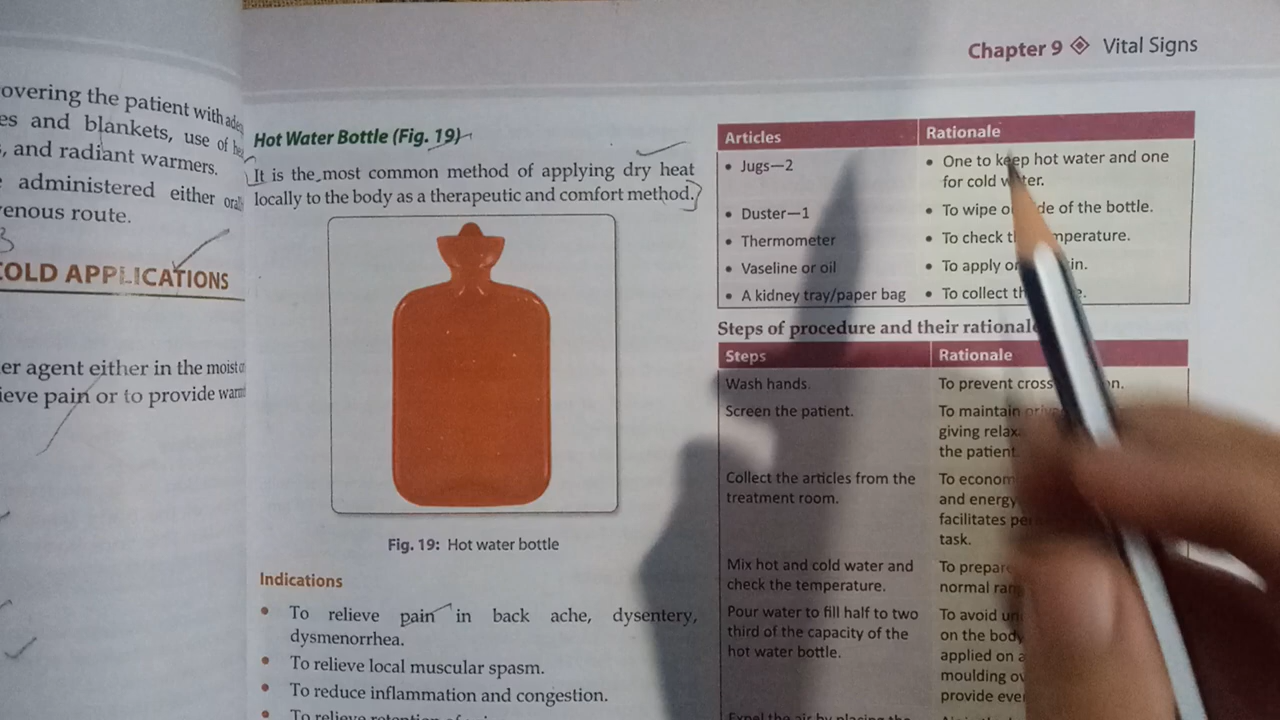 Chapter 9 Vital Signs
overing the patient with
es and blankets, use of
, and radiant warmers.
administered either
venous route.
COLD APPLICATIONS
er agent either in the moist
ieve pain or to provide
Hot Water Bottle (Fig. 19)
It is the most common method of applying dry heat
locally to the body as a therapeutic and comfort method.
Fig. 19: Hot water bottle
Indications
• To relieve pain in back ache, dysentery,
dysmenorrhea.
• To relieve local muscular spasm.
• To reduce inflammation and congestion.
• To relieve
Articles Rationale
• Jugs—2 • One to keep hot water and one
for cold
• Duster—1 • To wipe of the bottle.
• Thermometer • To check
• Vaseline or oil • To apply
• A kidney tray/paper bag • To collect
Steps of procedure and their rationale
Steps Rationale
Wash hands. To prevent cross
Screen the patient. To maintain
giving
the patient
Collect the articles from the To
treatment room. and energy
facilitates
task.
Mix hot and cold water and To
check the temperature. normal
Pour water to fill half to two To avoid
third of the capacity of the on the body
hot water bottle. applied on
moulding
provide
Expel the air by placing the